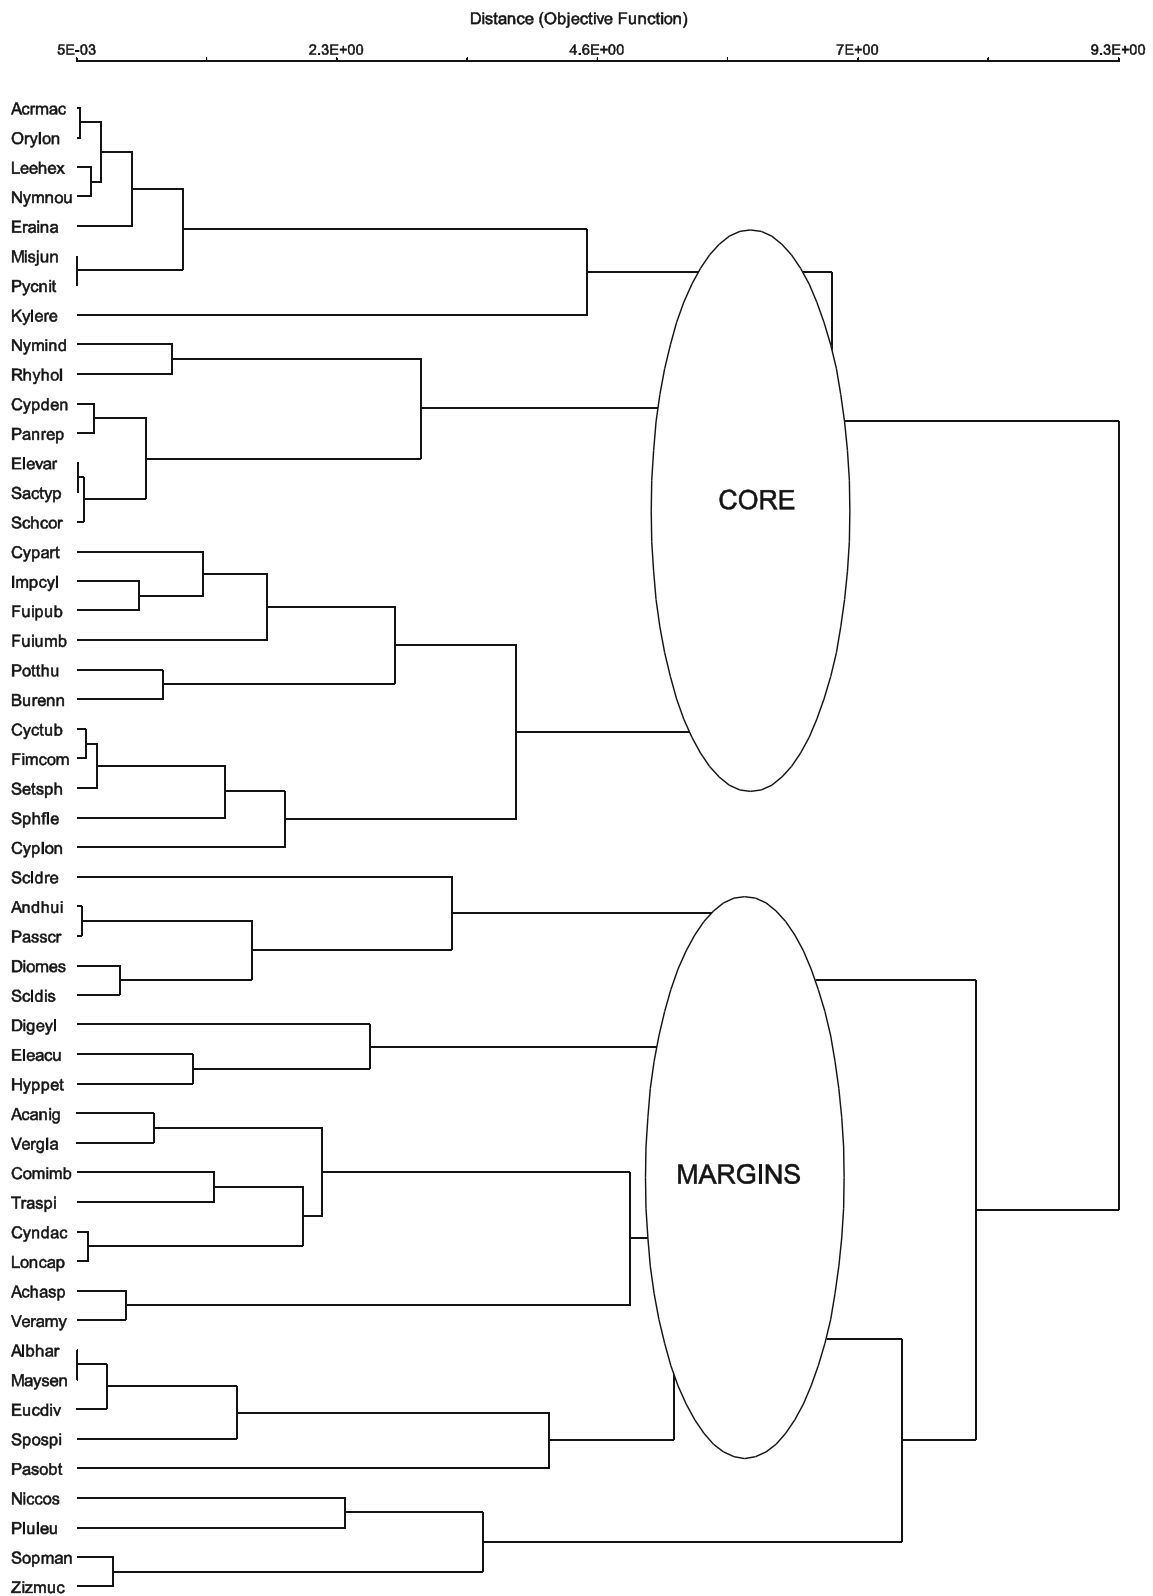 Distance (Objective Function)
5E-03 2.3E+00 4.6E+00 7E+00 9.3E+00
Acrmac
Orylon
Leehex
Nymnou
Eraina
Misjun
Pycnit
Kylere
Nymind
Rhyhol
Cypden
Panrep
Elevar
Sactyp
Schcor
CORE
Cypart
Impcyl
Fuipub
Fuiumb
Potthu
Burenn
Cyctub
Fimcom
Setsph
Sphfle
Cyplon
Scldre
Andhui
Passcr
Diomes
Scldis
Digeyl
Eleacu
Hyppet
Acanig
Vergla
Comimb
MARGINS
Traspi
Cyndac
Loncap
Achasp
Veramy
Albhar
Maysen
Eucdiv
Spospi
Pasobt
Niccos
Pluleu
Sopman
Zizmuc